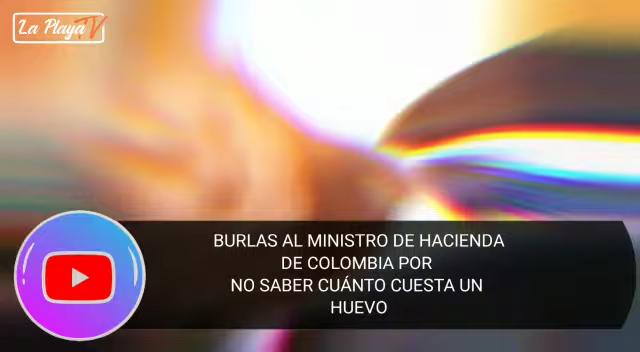 La Playa TV
BURLAS AL MINISTRO DE HACIENDA
DE COLOMBIA POR
NO SABER CUÁNTO CUESTA UN
HUEVO